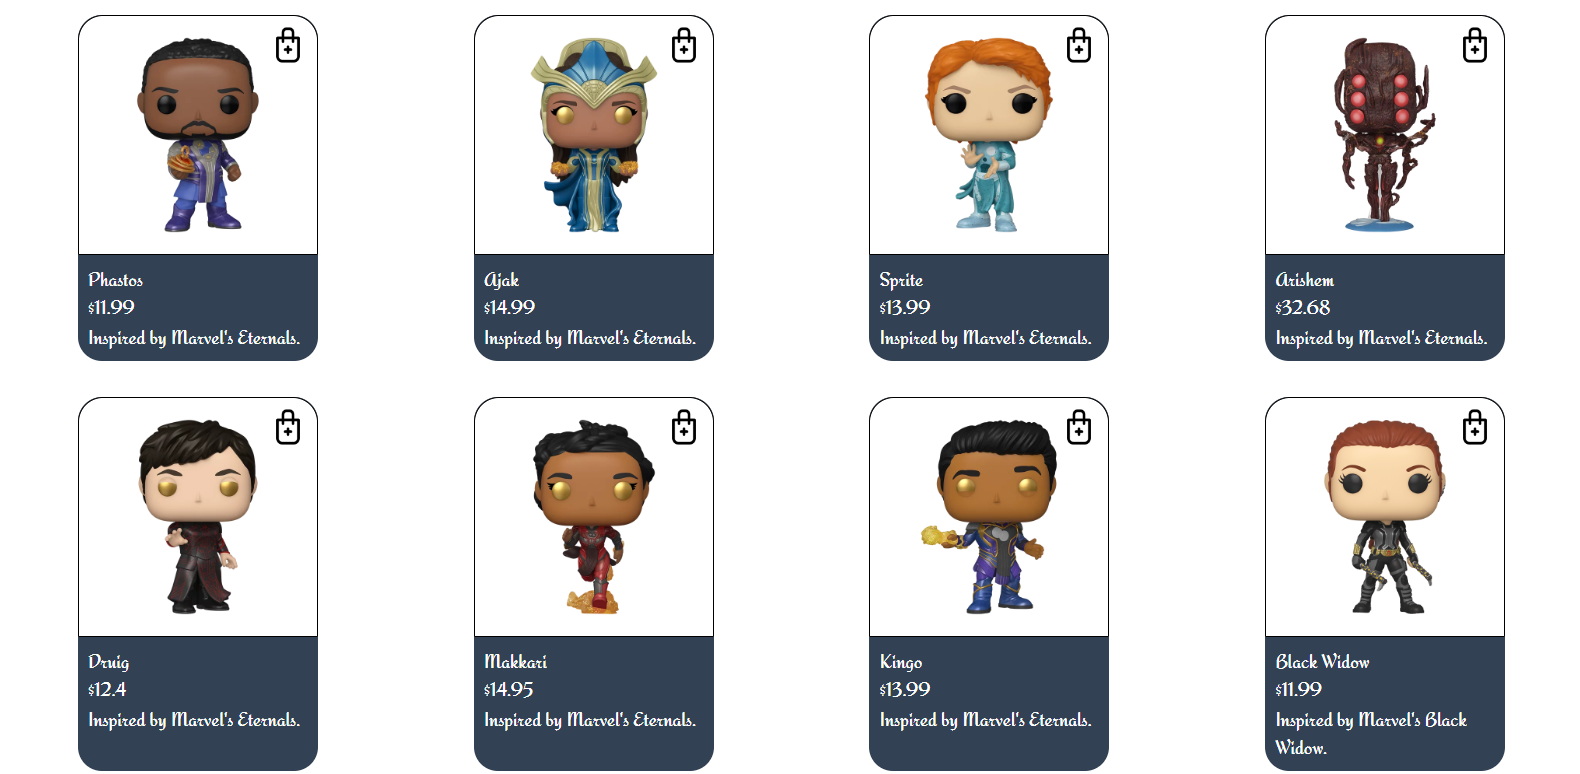 Phastos
$11.99
Inspired by Marvel's Eternals.
Ajak
$14.99
Inspired by Marvel's Eternals.
Sprite
$13.99
Inspired by Marvel's Eternals.
Arishem
$32.68
Inspired by Marvel's Eternals.
Druig
$12.4
Inspired by Marvel's Eternals.
Makkari
$14.95
Inspired by Marvel's Eternals.
Kingo
$13.99
Inspired by Marvel's Eternals.
Black Widow
$11.99
Inspired by Marvel's Black
Widow.